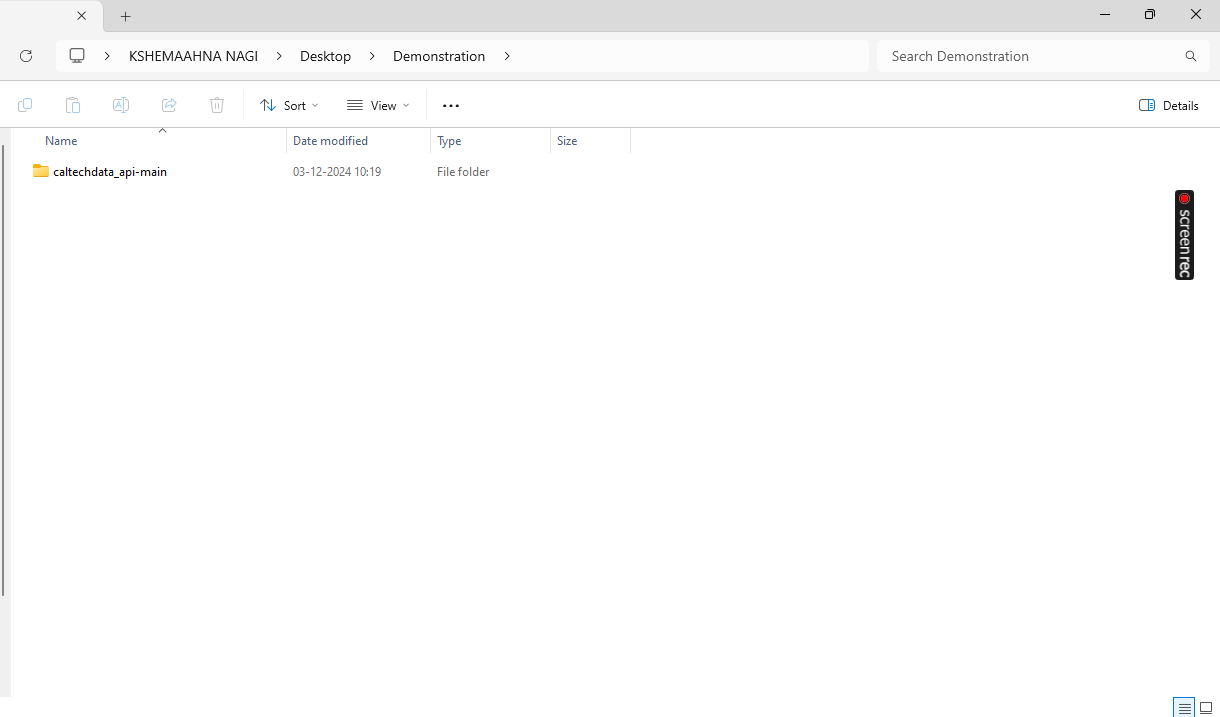 KSHEMAAHNA NAGI > Desktop > Demonstration >
Search Demonstration
Sort
View
Details
Name
Date modified
Type
Size
caltechdata_api-main
03-12-2024 10:19
File folder
screenrec